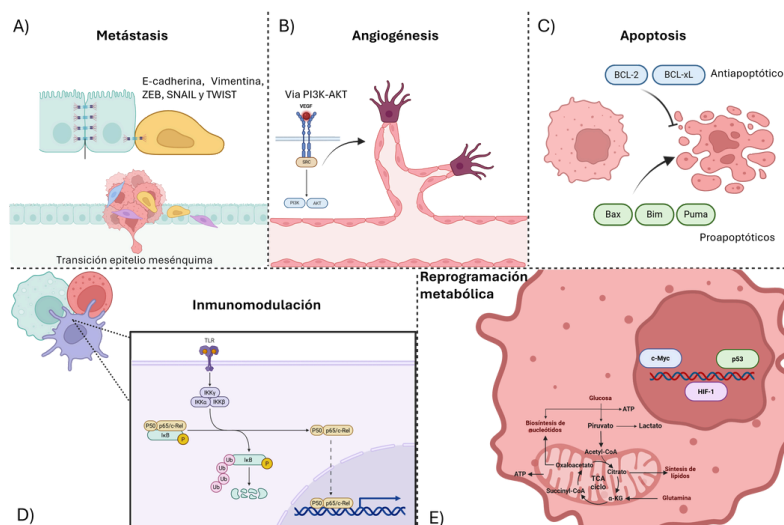 A)
Metástasis
E-cadherina, Vimentina,
ZEB, SNAIL y TWIST
Transición epitelio mesénquima
B)
Angiogénesis
Via PI3K-AKT
VEGF
SRC
PI3K AKT
C)
Apoptosis
BCL-2 BCL-xL Antiapoptótico
Bax Bim Puma
Proapoptóticos
Inmunomodulación
TLR
IKKγ
IKKα IKKβ
P50 p65/c-Rel
IκB P
P50 p65/c-Rel
Ub IκB P
Ub
Ub
Ub
P50 p65/c-Rel
D)
Reprogramación
metabólica
c-Myc p53
HIF-1
Glucosa
ATP
Biosíntesis de
nucleótidos
Piruvato Lactato
Acetyl-CoA
Oxaloacetato Citrato
Síntesis de
lípidos
ATP
TCA
ciclo
Succinyl-CoA α-KG Glutamina
E)